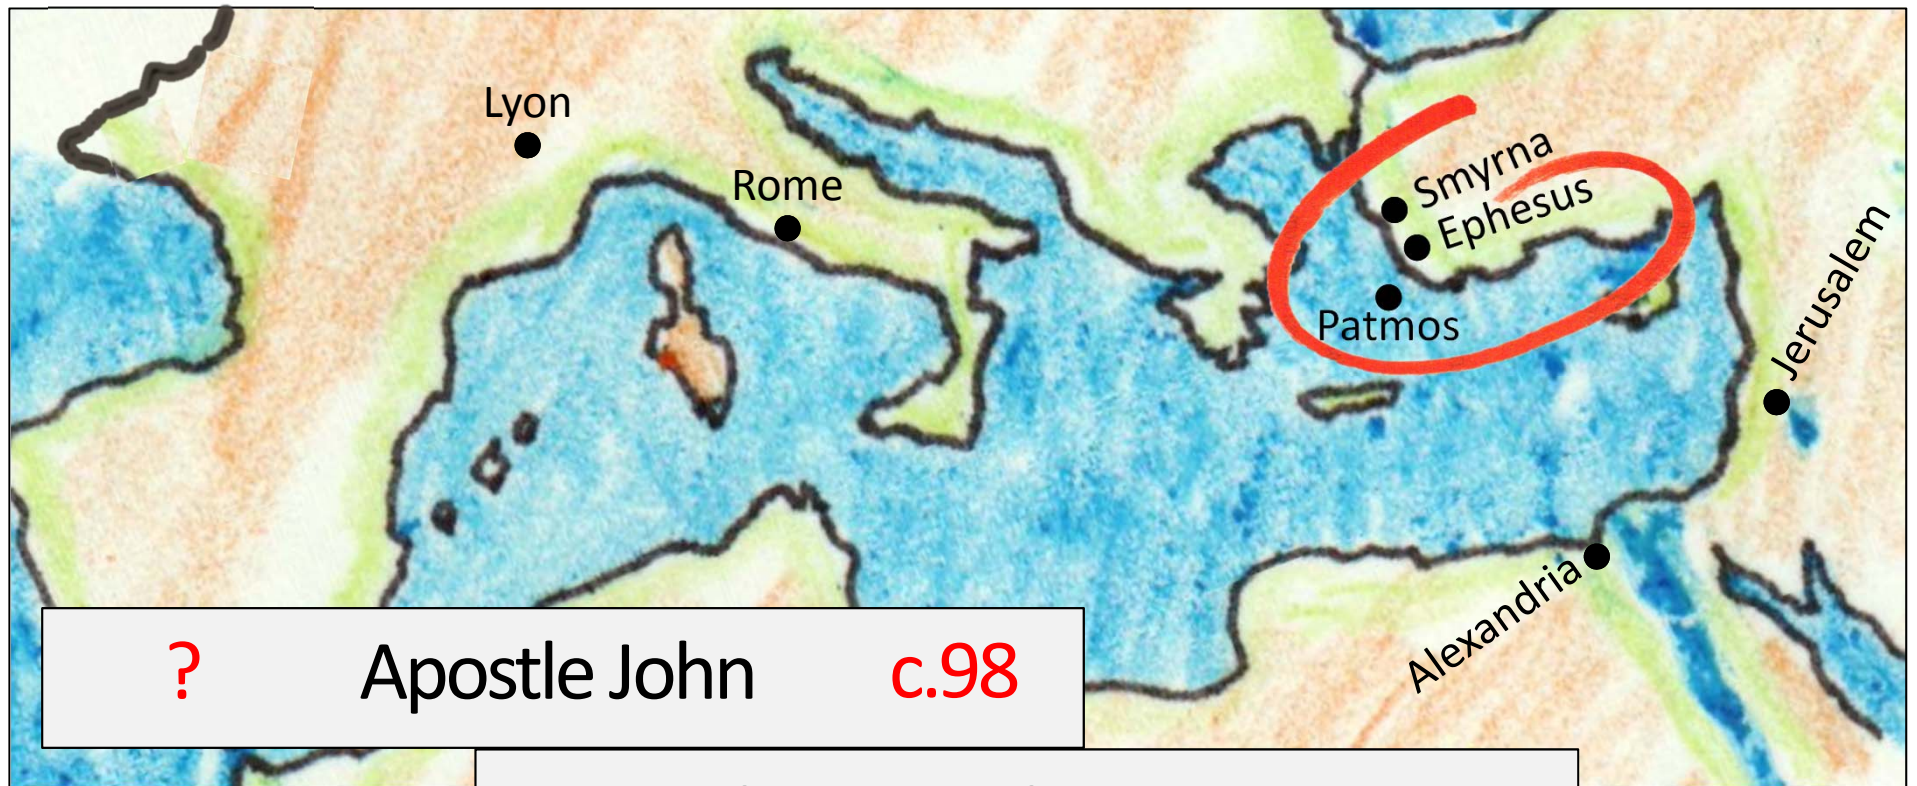 Lyon
Rome
Smyrna
Ephesus
Patmos
Jerusalem
Alexandria
? Apostle John c.98